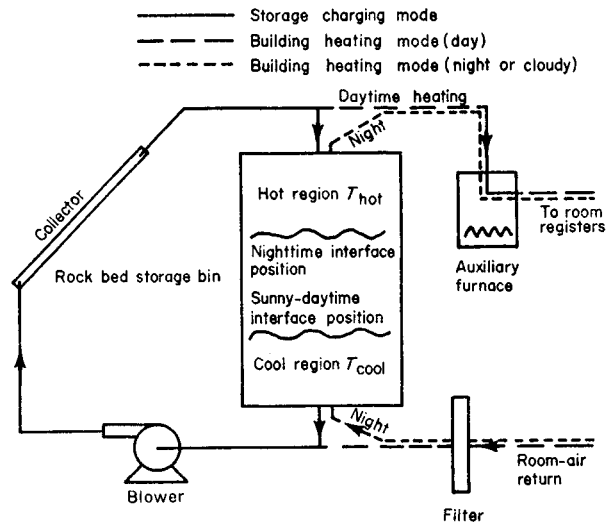 Storage charging mode
Building heating mode (day)
Building heating mode (night or cloudy)
Daytime heating
Night
Collector
Hot region Thot
To room
registers
Nighttime interface
position
Auxiliary
furnace
Rock bed storage bin
Sunny-daytime
interface position
Cool region Tcool
Night
Room-air
return
Blower
Filter